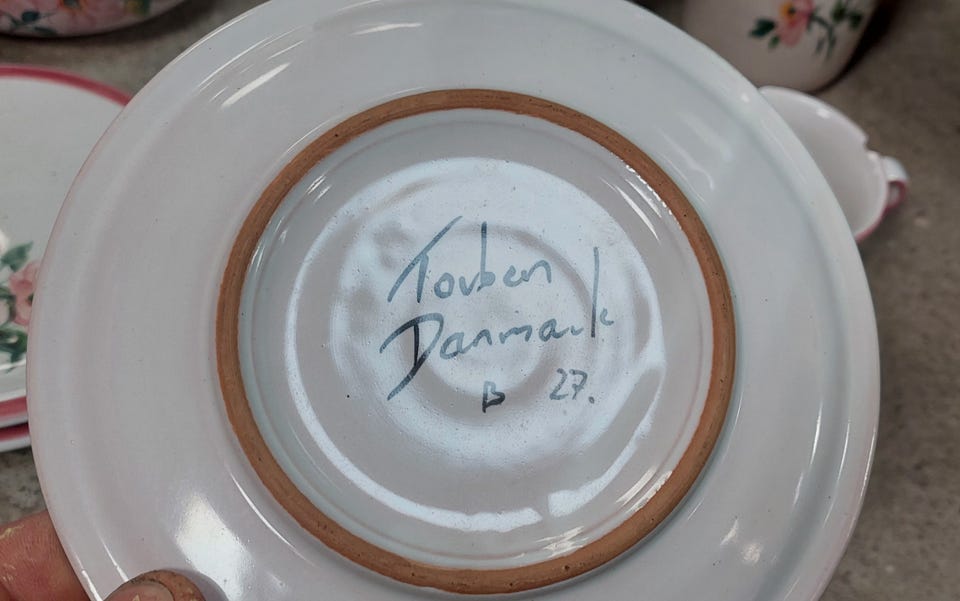 Torben
Danmark
B 27.